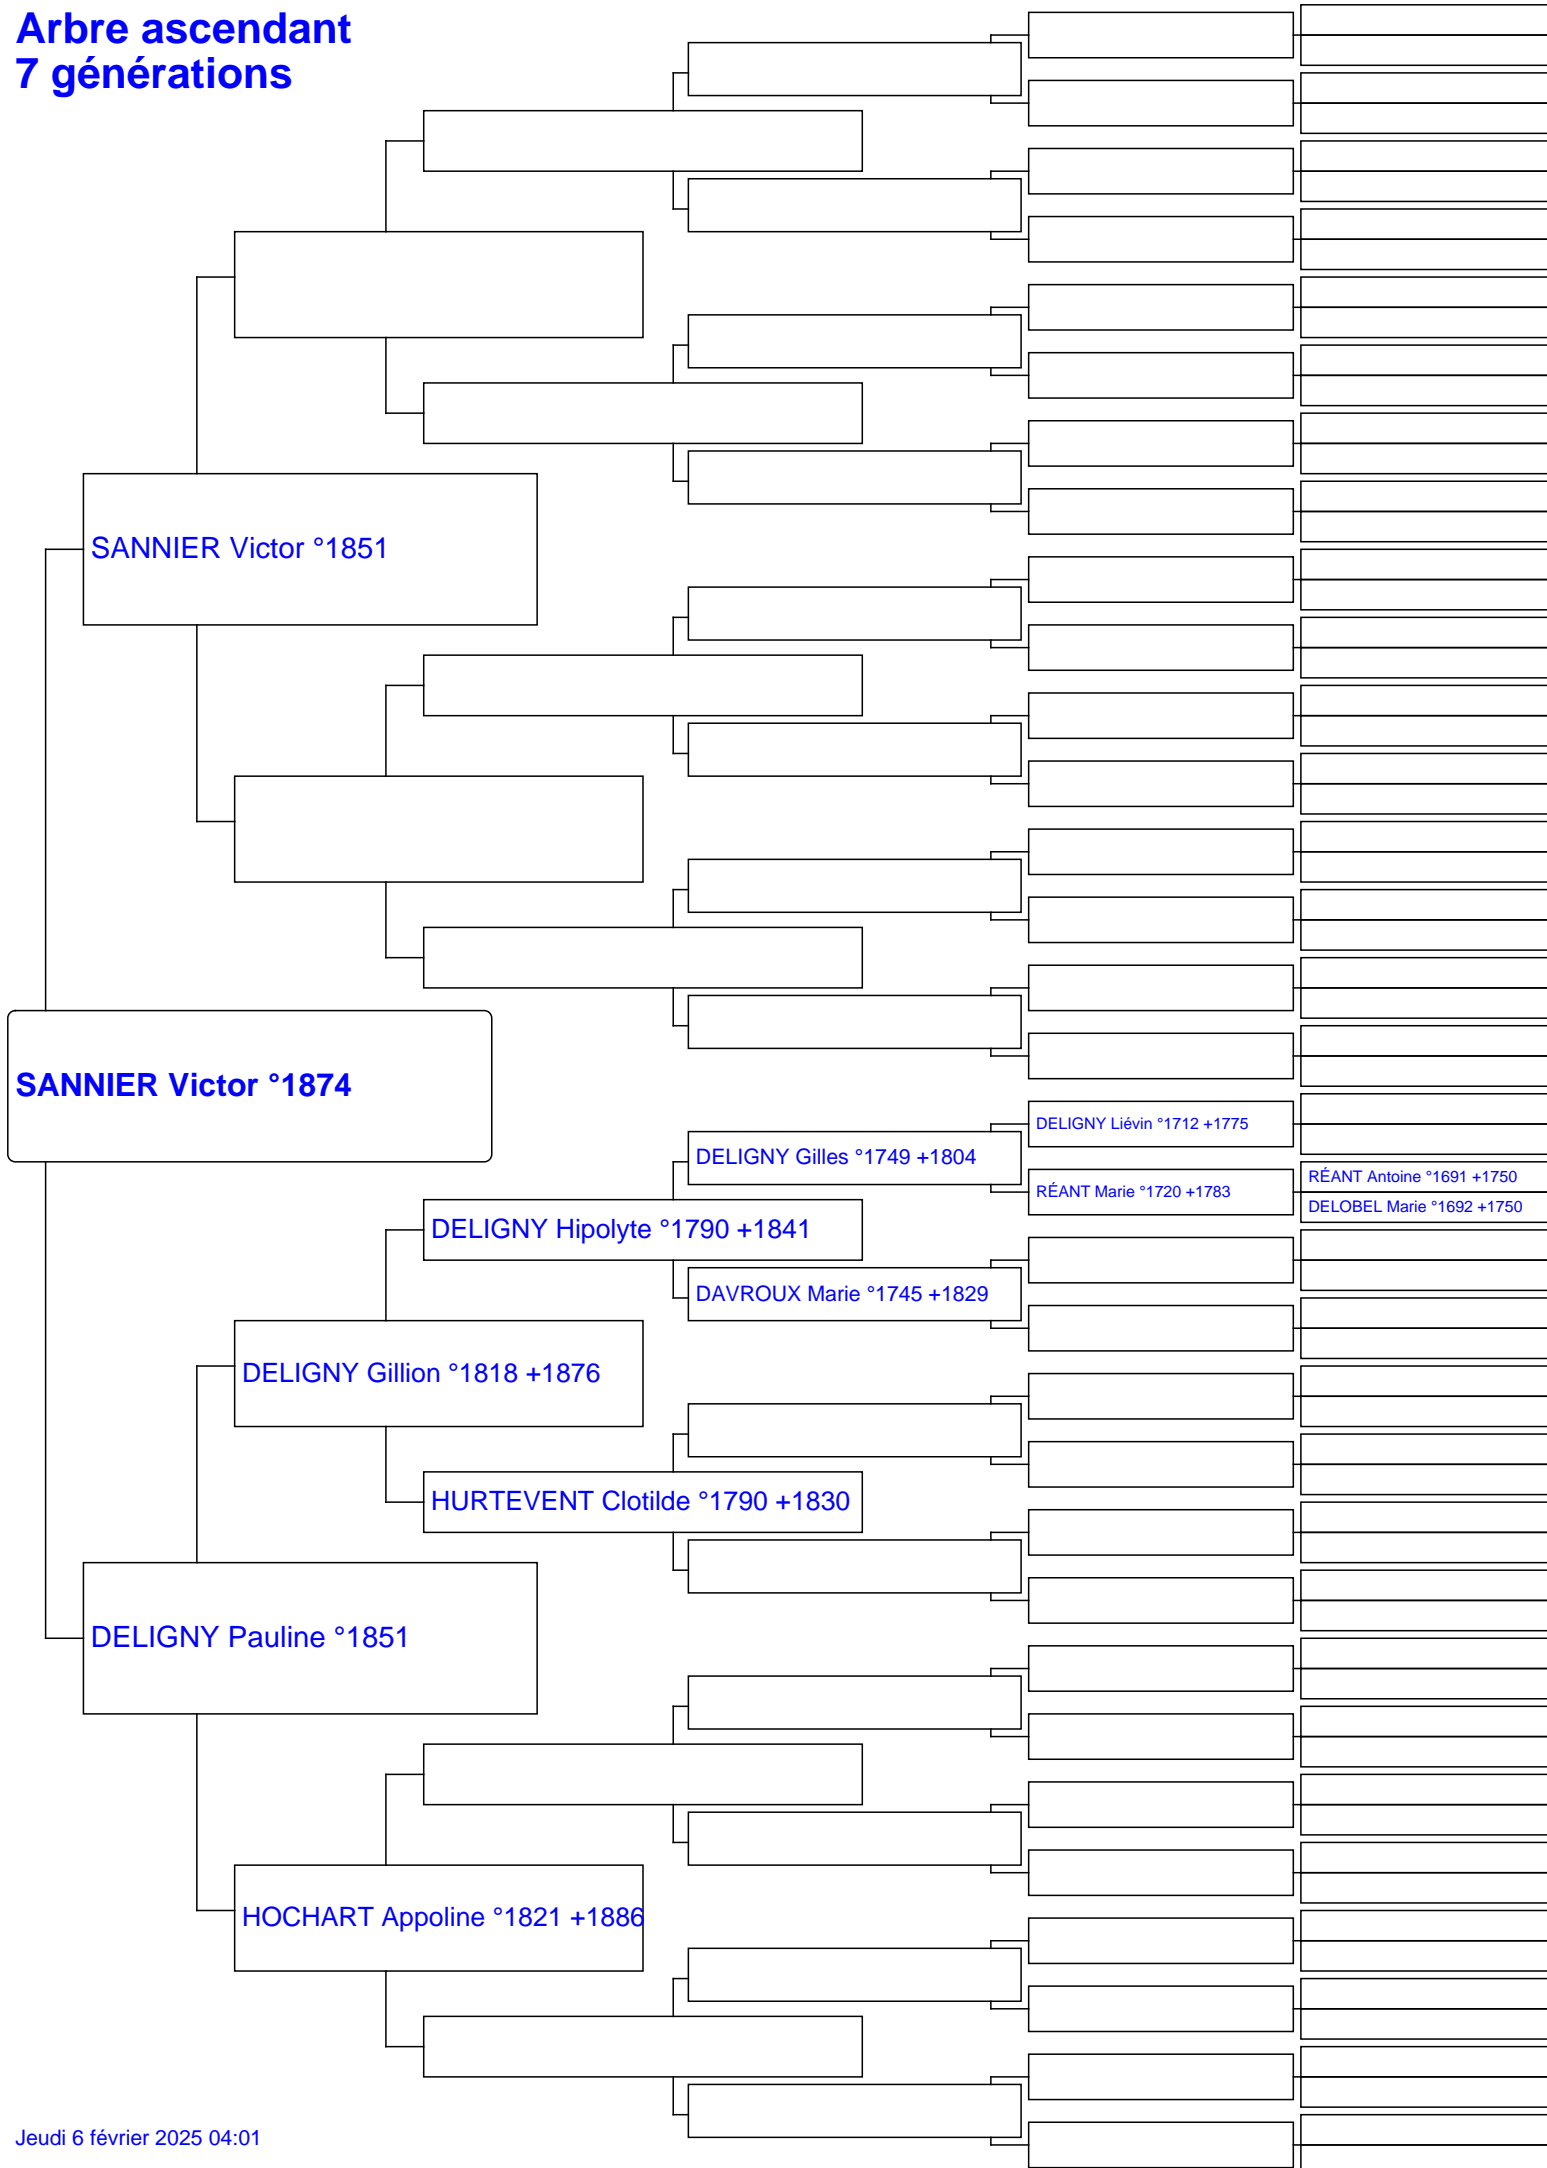 Arbre ascendant
7 générations
SANNIER Victor °1851
SANNIER Victor °1874
DELIGNY Liévin °1712 +1775
DELIGNY Gilles °1749 +1804
RÉANT Antoine °1691 +1750
RÉANT Marie °1720 +1783
DELOBEL Marie °1692 +1750
DELIGNY Hipolyte °1790 +1841
DAVROUX Marie °1745 +1829
DELIGNY Gillion °1818 +1876
HURTEVENT Clotilde °1790 +1830
DELIGNY Pauline °1851
HOCHART Appoline °1821 +1886
Jeudi 6 février 2025 04:01